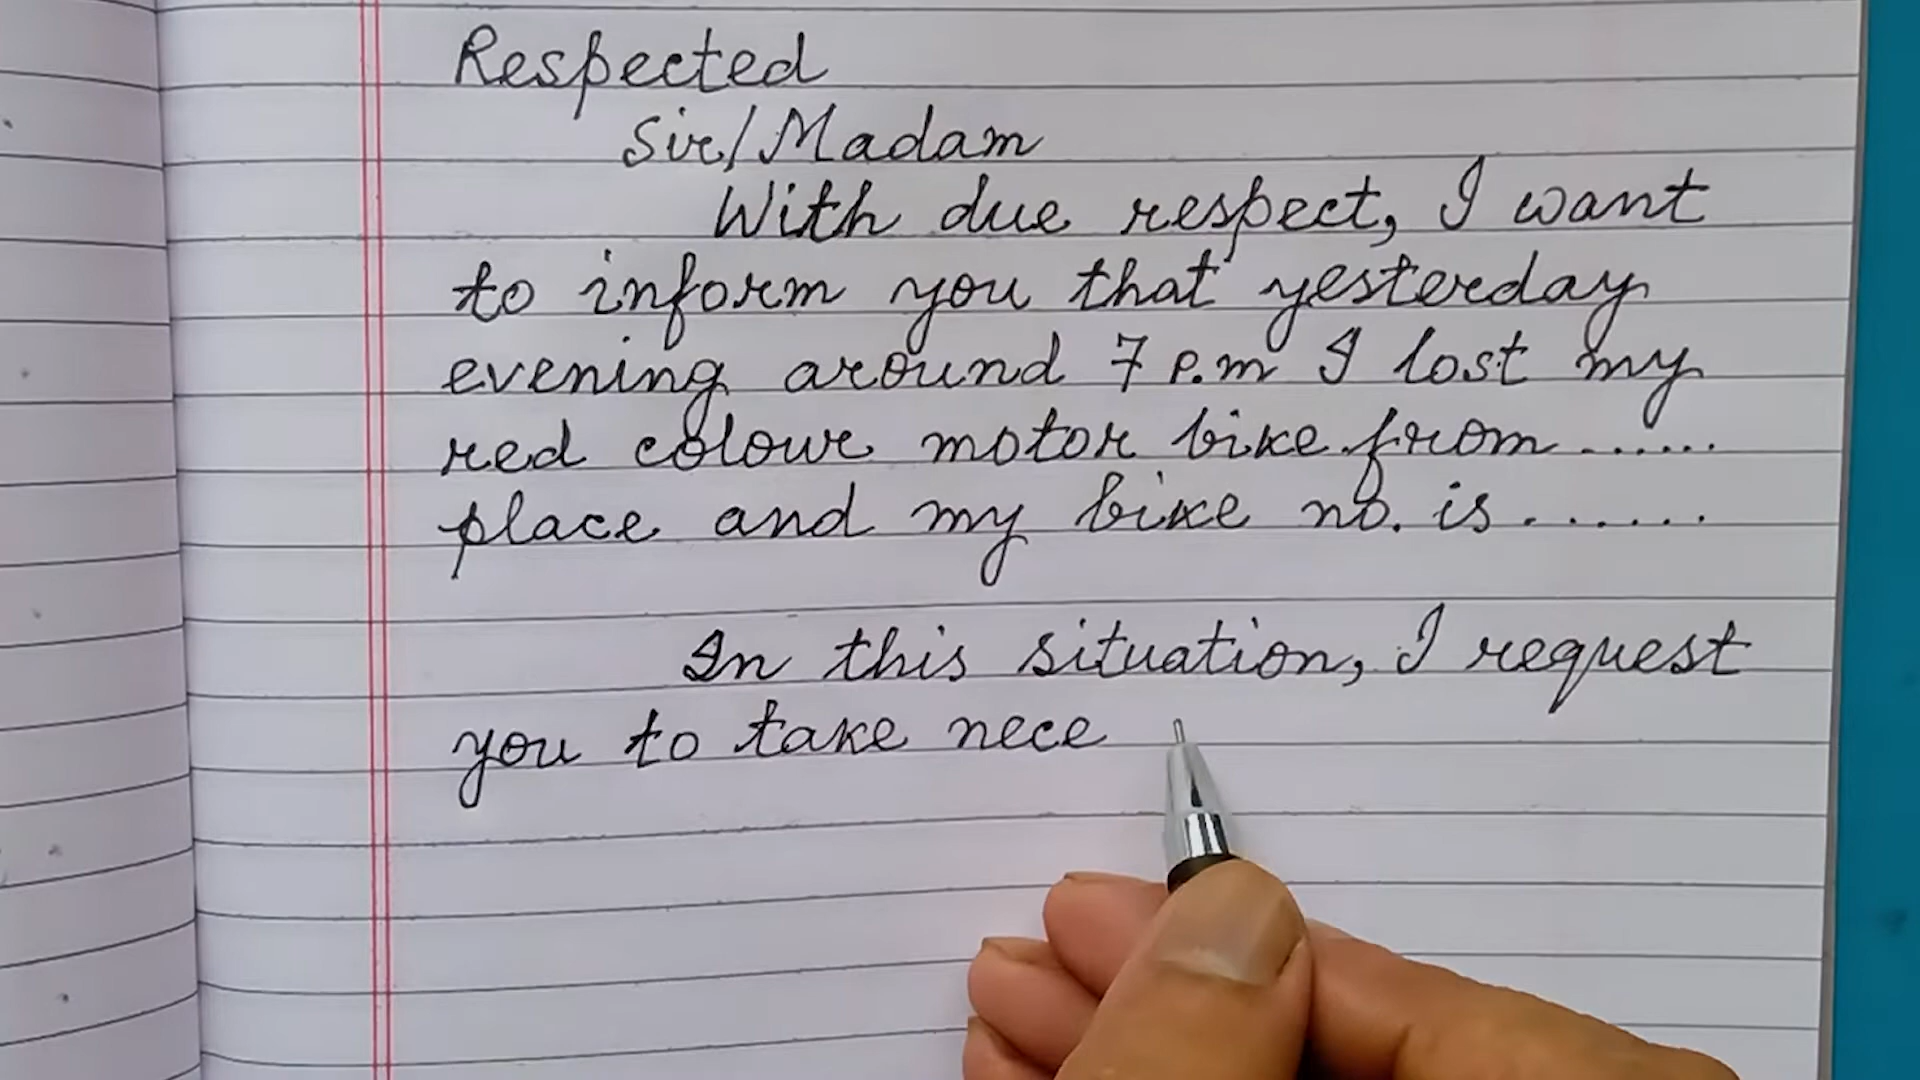 Respected
Sir/Madam
With due respect, I want
to inform you that yesterday
evening around 7 p.m I lost my
red colour motor bike from ......
place and my bike no. is .......
In this situation, I request
you to take nece